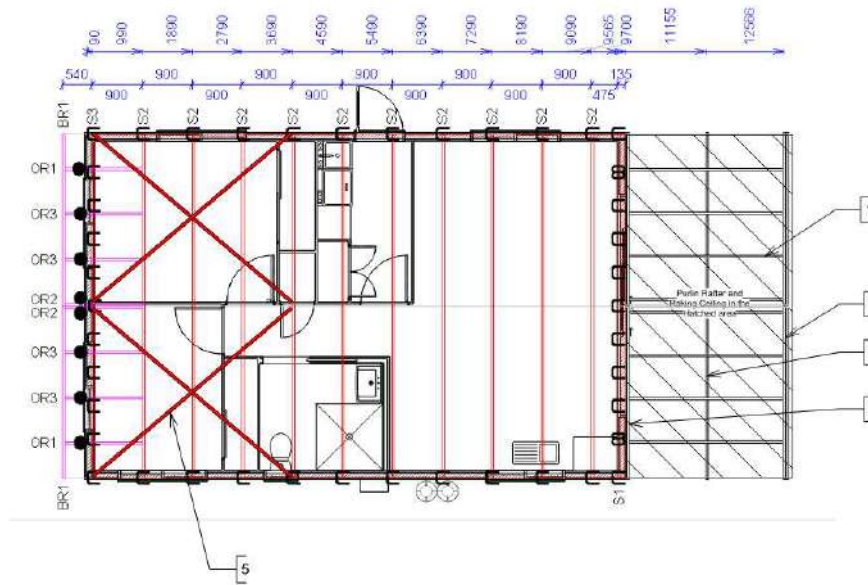 90 990 1890 2790 3690 4590 5490 6390 7290 8190 9090 9565 9700 11155 12566
540 900 900 900 900 900 135
900 900 900 900 900 475
BR1 S3 S2 S2 S2 S2 S2 S2 S2 S2 S2 S2
OR1
OR3
OR3
OR2
OR2
OR3
OR3
OR1
Purlin Rafter and
Raking Ceiling in the
Hatched area
BR1
S1
5